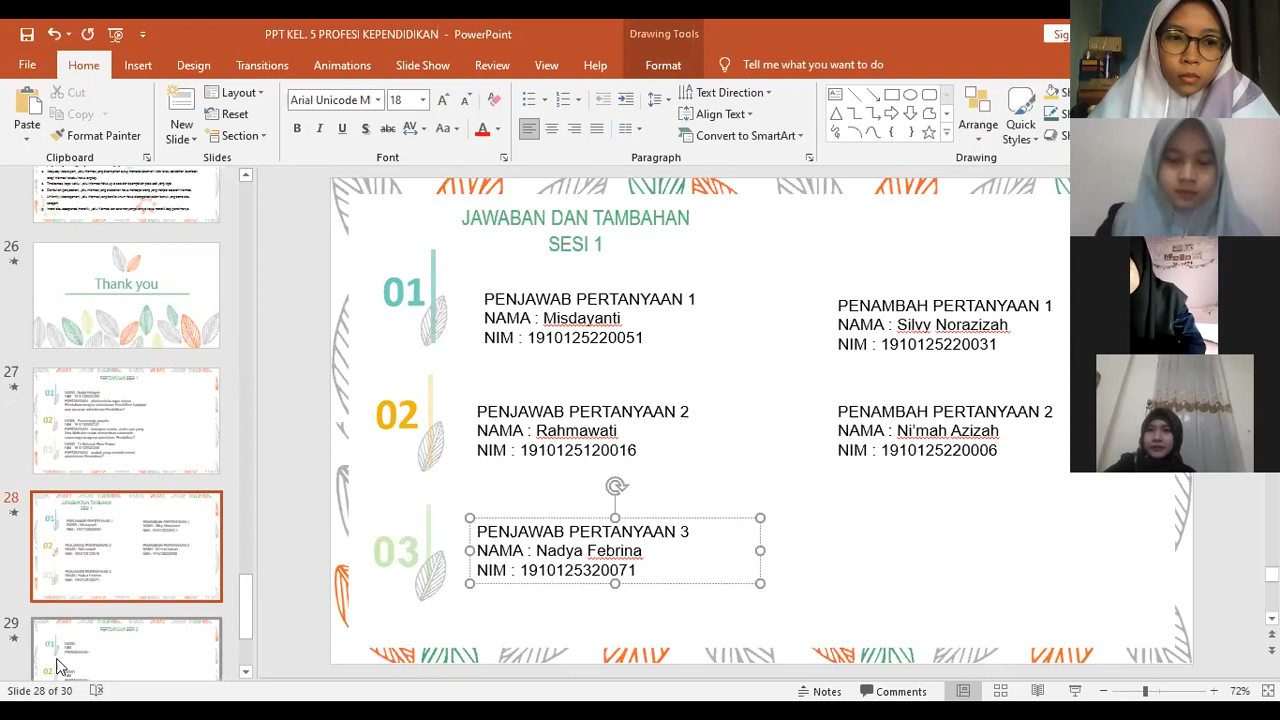 PPT KEL. 5 PROFESI KEPENDIDIKAN - PowerPoint
Drawing Tools
File
Home
Insert
Design
Transitions
Animations
Slide Show
Review
View
Help
Format
Tell me what you want to do
Paste
Cut
Copy
Format Painter
Clipboard
New
Slide
Layout
Reset
Section
Slides
Arial Unicode M
18
Font
Text Direction
Align Text
Convert to SmartArt
Paragraph
Arrange
Quick
Styles
Drawing
26
Thank you
27
28
29
JAWABAN DAN TAMBAHAN
SESI 1
01
PENJAWAB PERTANYAAN 1
NAMA : Misdayanti
NIM : 1910125220051
PENAMBAH PERTANYAAN 1
NAMA : Silvy Norazizah
NIM : 1910125220031
02
PENJAWAB PERTANYAAN 2
NAMA : Rahmawati
NIM : 1910125120016
PENAMBAH PERTANYAAN 2
NAMA : Ni'mah Azizah
NIM : 1910125220006
03
PENJAWAB PERTANYAAN 3
NAMA : Nadya Febrina
NIM : 1910125320071
Slide 28 of 30
Notes
Comments
72%